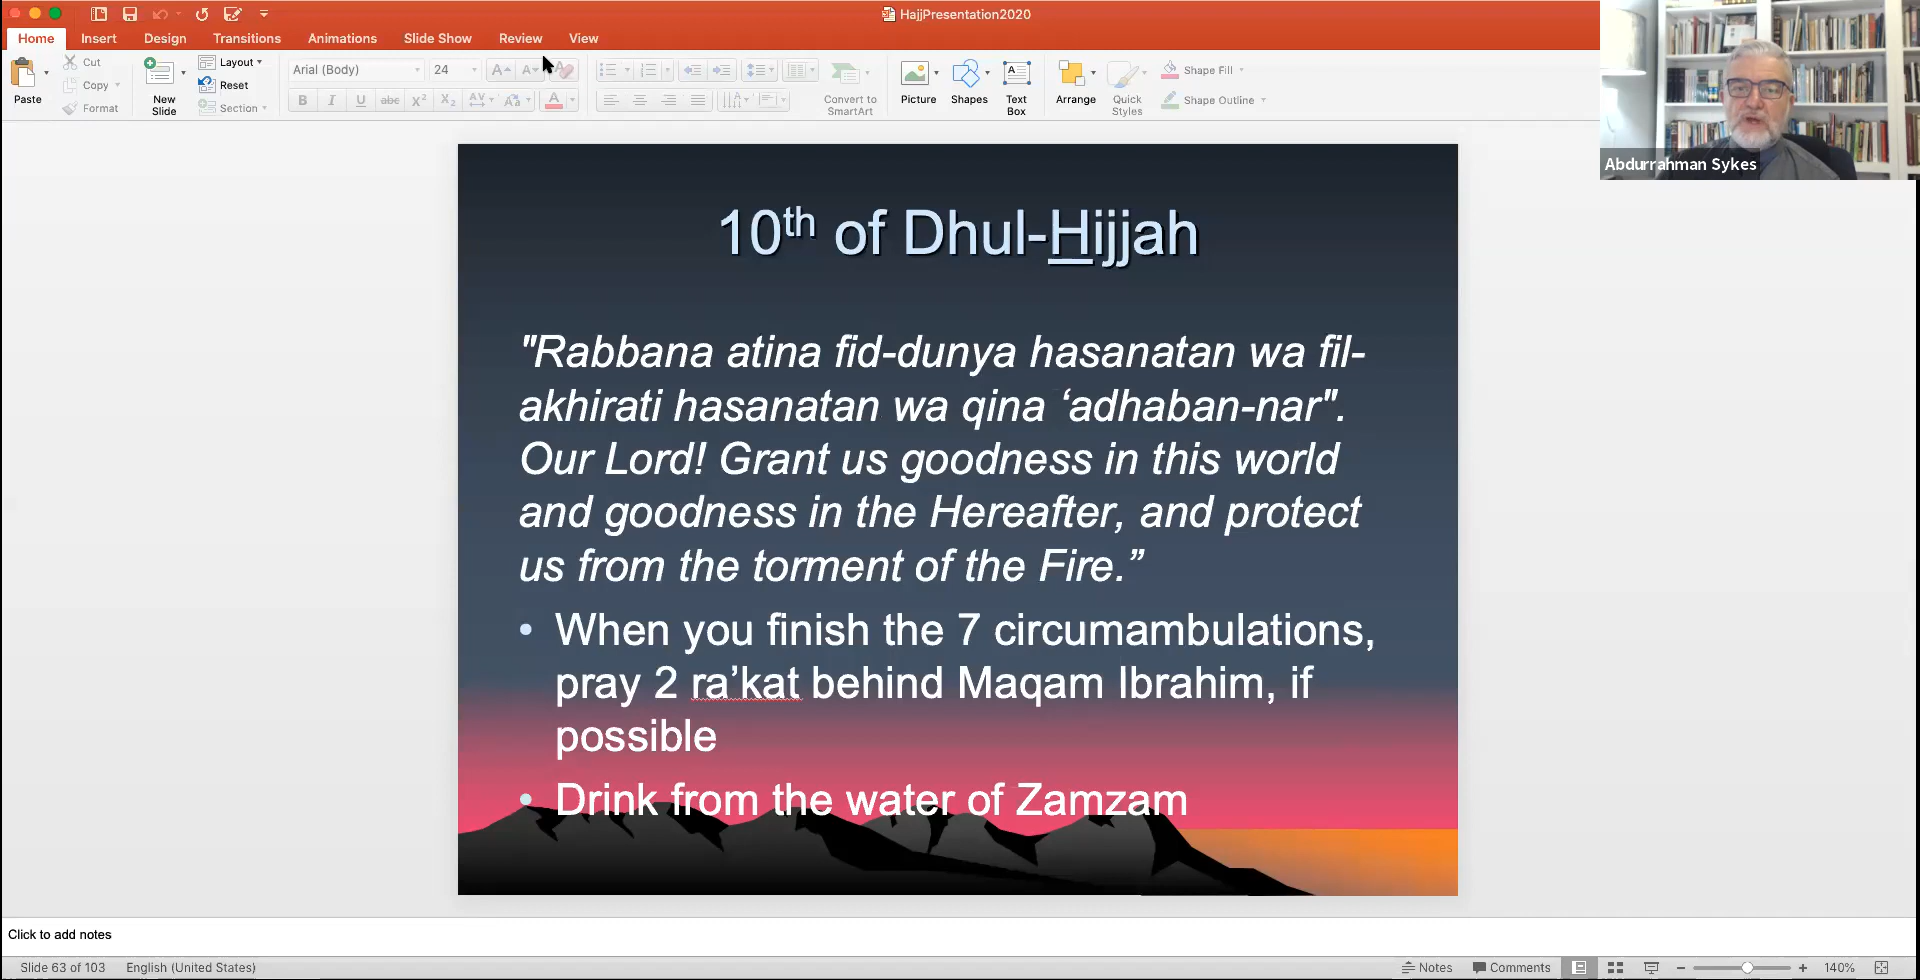 HajjPresentation2020
Home Insert Design Transitions Animations Slide Show Review View
Paste
Cut
Copy
Format
New Slide
Layout
Reset
Section
Arial (Body) 24
Convert to SmartArt
Picture
Shapes
Text Box
Arrange
Quick Styles
Shape Fill
Shape Outline
Abdurrahman Sykes
10th of Dhul-Hijjah
"Rabbana atina fid-dunya hasanatan wa fil-
akhirati hasanatan wa qina ‘adhaban-nar".
Our Lord! Grant us goodness in this world
and goodness in the Hereafter, and protect
us from the torment of the Fire.”
• When you finish the 7 circumambulations,
pray 2 ra’kat behind Maqam Ibrahim, if
possible
• Drink from the water of Zamzam
Click to add notes
Slide 63 of 103 English (United States) Notes Comments 140%